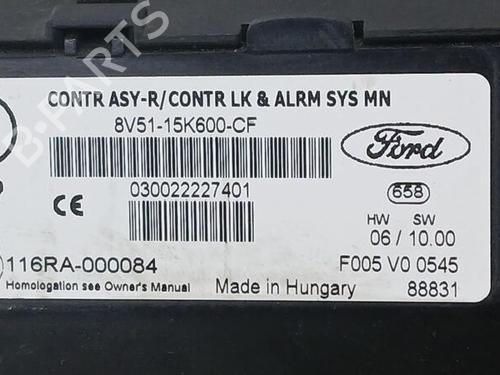 CONTR ASY-R/CONTR LK & ALRM SYS MN
8V51-15K600-CF
Ford
030022227401
658
CE
HW SW
06 / 10.00
116RA-000084
F005 V0 0545
Homologation see Owner's Manual
Made in Hungary
88831
B-PARTS